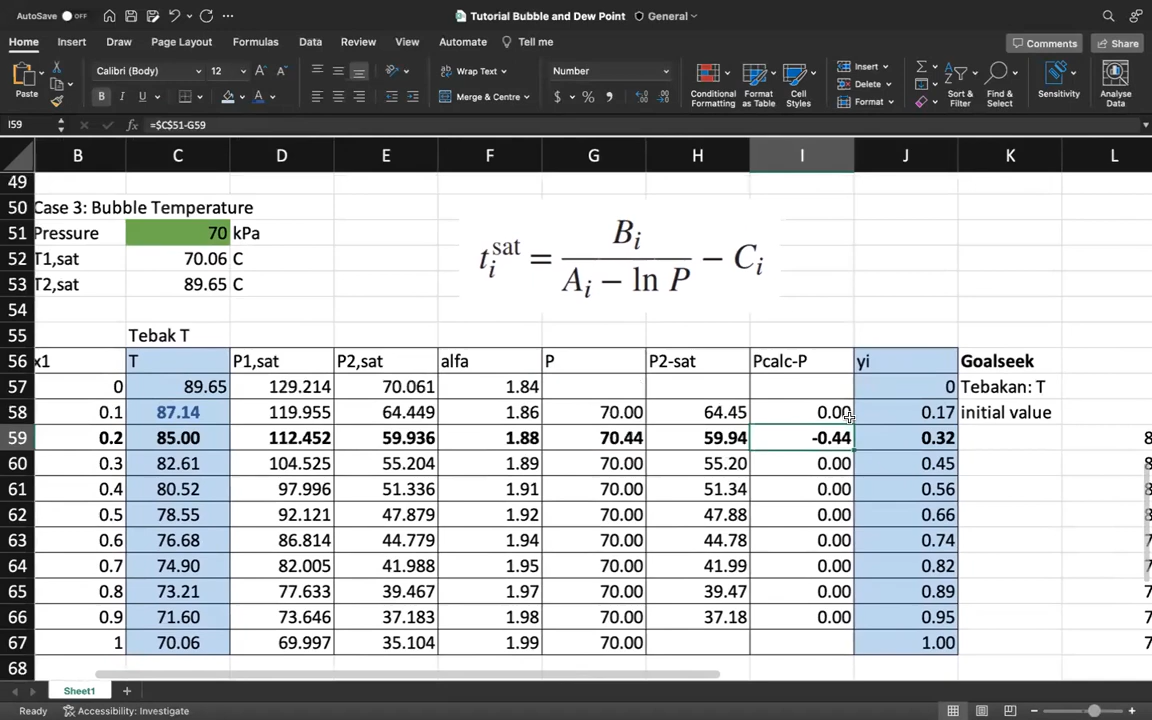 AutoSave OFF Tutorial Bubble and Dew Point General
Home Insert Draw Page Layout Formulas Data Review View Automate Tell me Comments Share
Paste Calibri (Body) 12 A A Wrap Text Number Conditional Formatting Format as Table Cell Styles Insert Sort & Filter Find & Select Sensitivity Analyse Data
B I U A Merge & Centre $ % Delete
Format
I59 fx =$C$51-G59
B C D E F G H I J K L
49
50 Case 3: Bubble Temperature
51 Pressure 70 kPa
52 T1,sat 70.06 C
53 T2,sat 89.65 C
t_i^sat = B_i / (A_i − ln P) − C_i
54
55 Tebak T
56 x1 T P1,sat P2,sat alfa P P2-sat Pcalc-P yi Goalseek
57 0 89.65 129.214 70.061 1.84 0 Tebakan: T
58 0.1 87.14 119.955 64.449 1.86 70.00 64.45 0.00 0.17 initial value
59 0.2 85.00 112.452 59.936 1.88 70.44 59.94 -0.44 0.32
60 0.3 82.61 104.525 55.204 1.89 70.00 55.20 0.00 0.45
61 0.4 80.52 97.996 51.336 1.91 70.00 51.34 0.00 0.56
62 0.5 78.55 92.121 47.879 1.92 70.00 47.88 0.00 0.66
63 0.6 76.68 86.814 44.779 1.94 70.00 44.78 0.00 0.74
64 0.7 74.90 82.005 41.988 1.95 70.00 41.99 0.00 0.82
65 0.8 73.21 77.633 39.467 1.97 70.00 39.47 0.00 0.89
66 0.9 71.60 73.646 37.183 1.98 70.00 37.18 0.00 0.95
67 1 70.06 69.997 35.104 1.99 70.00 1.00
68
Sheet1
Ready Accessibility: Investigate